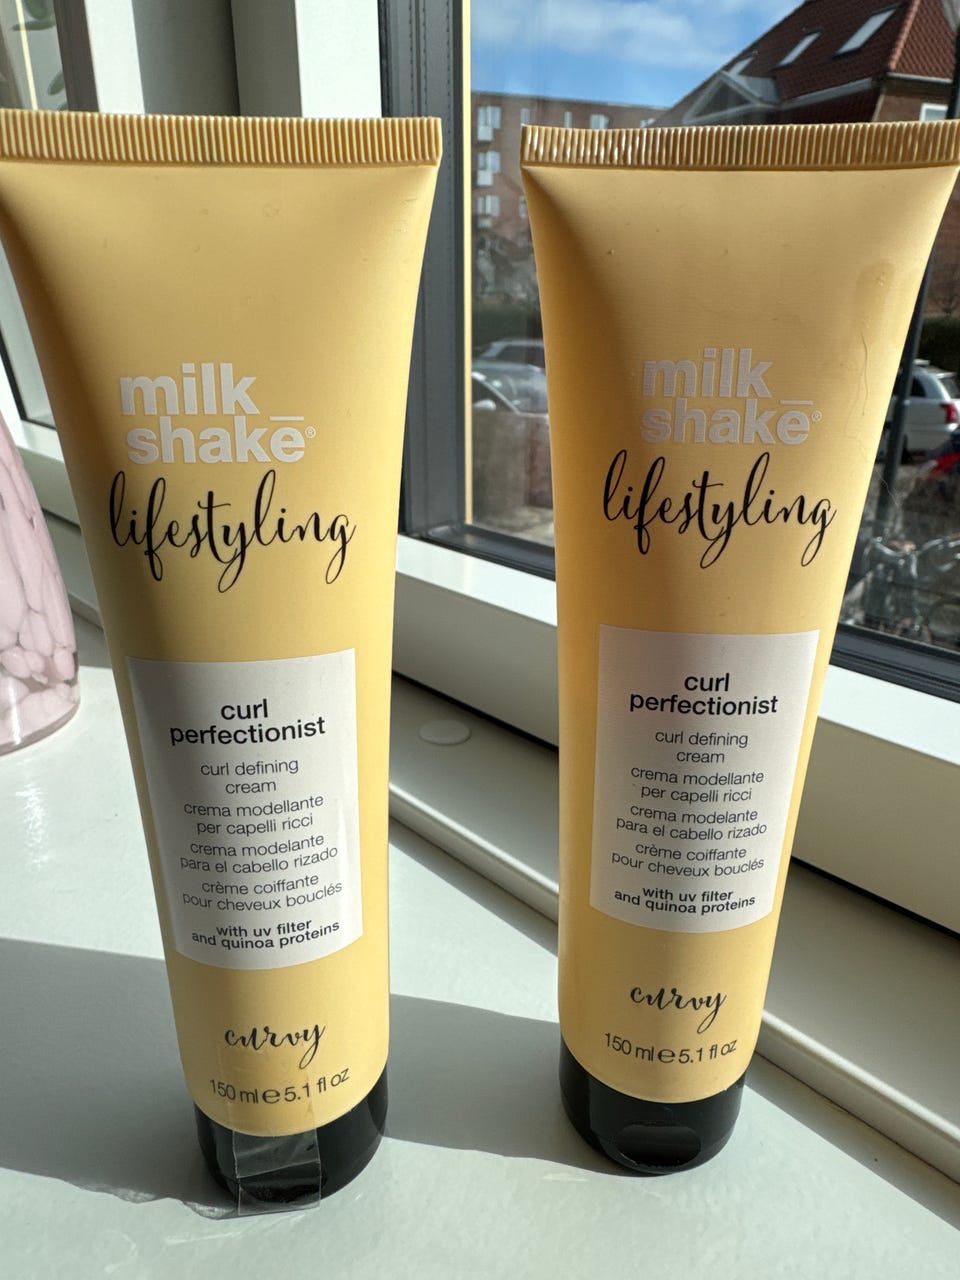 milk_
shake®
lifestyling
curl
perfectionist
curl defining
cream
crema modellante
per capelli ricci
crema modelante
para el cabello rizado
crème coiffante
pour cheveux bouclés
with uv filter
and quinoa proteins
curvy
150 ml e 5.1 fl oz
milk_
shake®
lifestyling
curl
perfectionist
curl defining
cream
crema modellante
per capelli ricci
crema modelante
para el cabello rizado
crème coiffante
pour cheveux bouclés
with uv filter
and quinoa proteins
curvy
150 ml e 5.1 fl oz